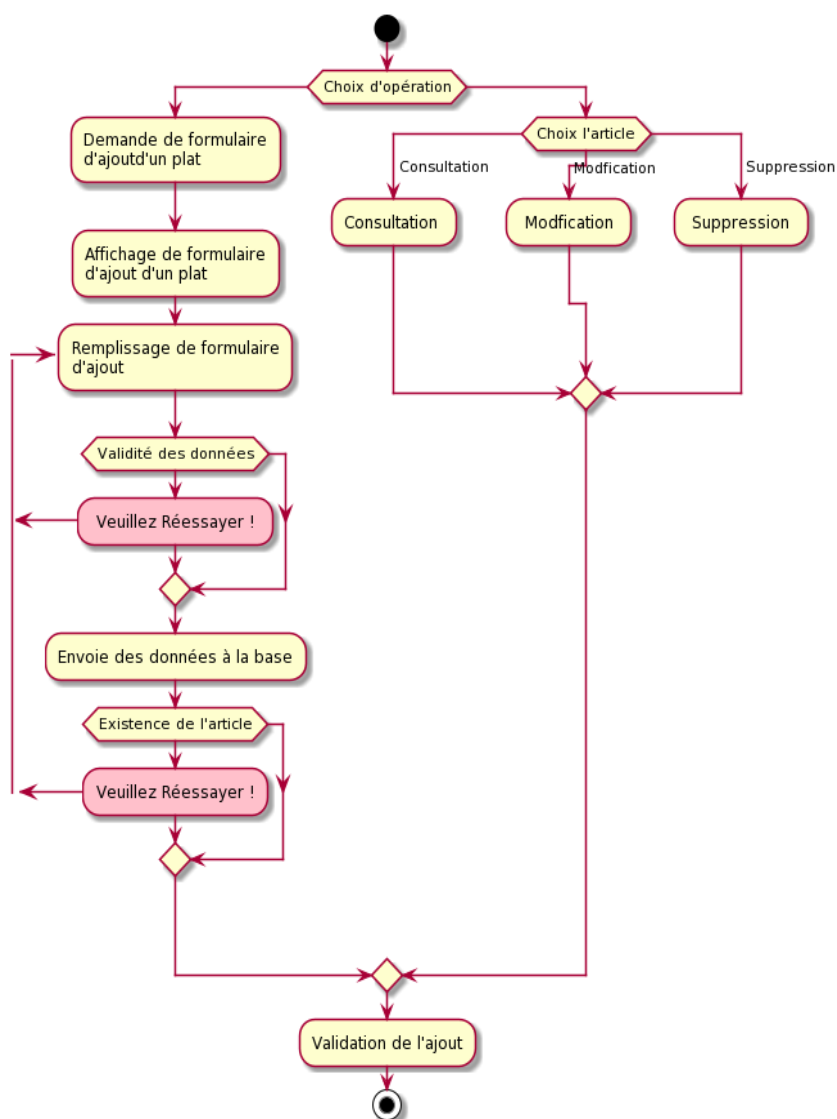 Choix d'opération
Demande de formulaire
d'ajoutd'un plat
Affichage de formulaire
d'ajout d'un plat
Remplissage de formulaire
d'ajout
Validité des données
Veuillez Réessayer !
Envoie des données à la base
Existence de l'article
Veuillez Réessayer !
Choix l'article
Consultation
Modfication
Suppression
Consultation
Modfication
Suppression
Validation de l'ajout